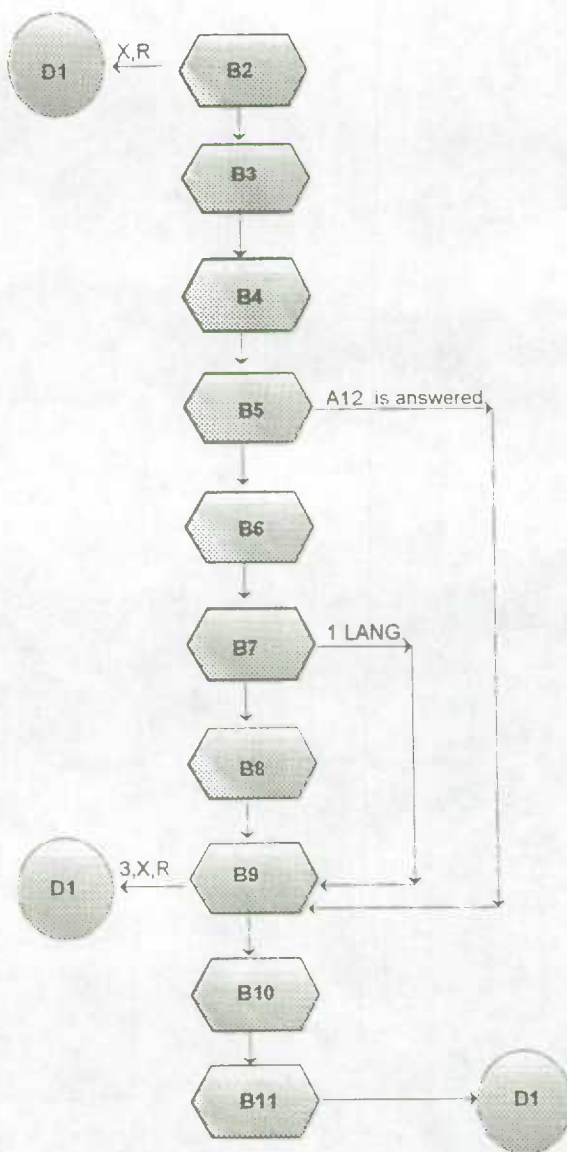 D1 X,R B2
B3
B4
B5 A12 is answered
B6
B7 1 LANG
B8
D1 3,X,R B9
B10
B11 D1